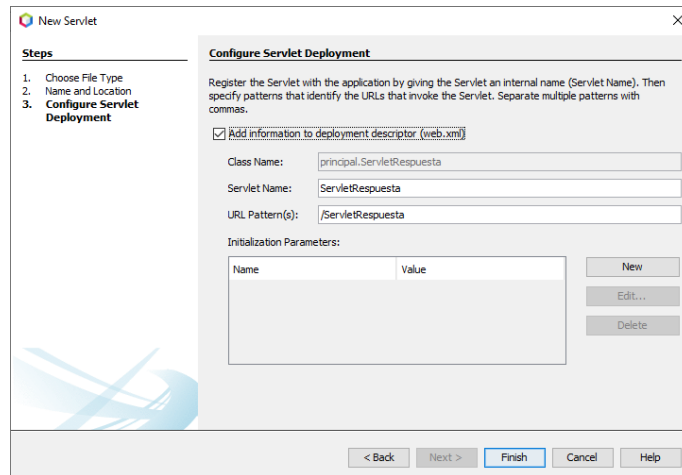 New Servlet
Steps
1. Choose File Type
2. Name and Location
3. Configure Servlet
Deployment
Configure Servlet Deployment
Register the Servlet with the application by giving the Servlet an internal name (Servlet Name). Then
specify patterns that identify the URLs that invoke the Servlet. Separate multiple patterns with
commas.
Add information to deployment descriptor (web.xml)
Class Name: principal.ServletRespuesta
Servlet Name: ServletRespuesta
URL Pattern(s): /ServletRespuesta
Initialization Parameters:
Name Value
New
Edit...
Delete
< Back Next > Finish Cancel Help